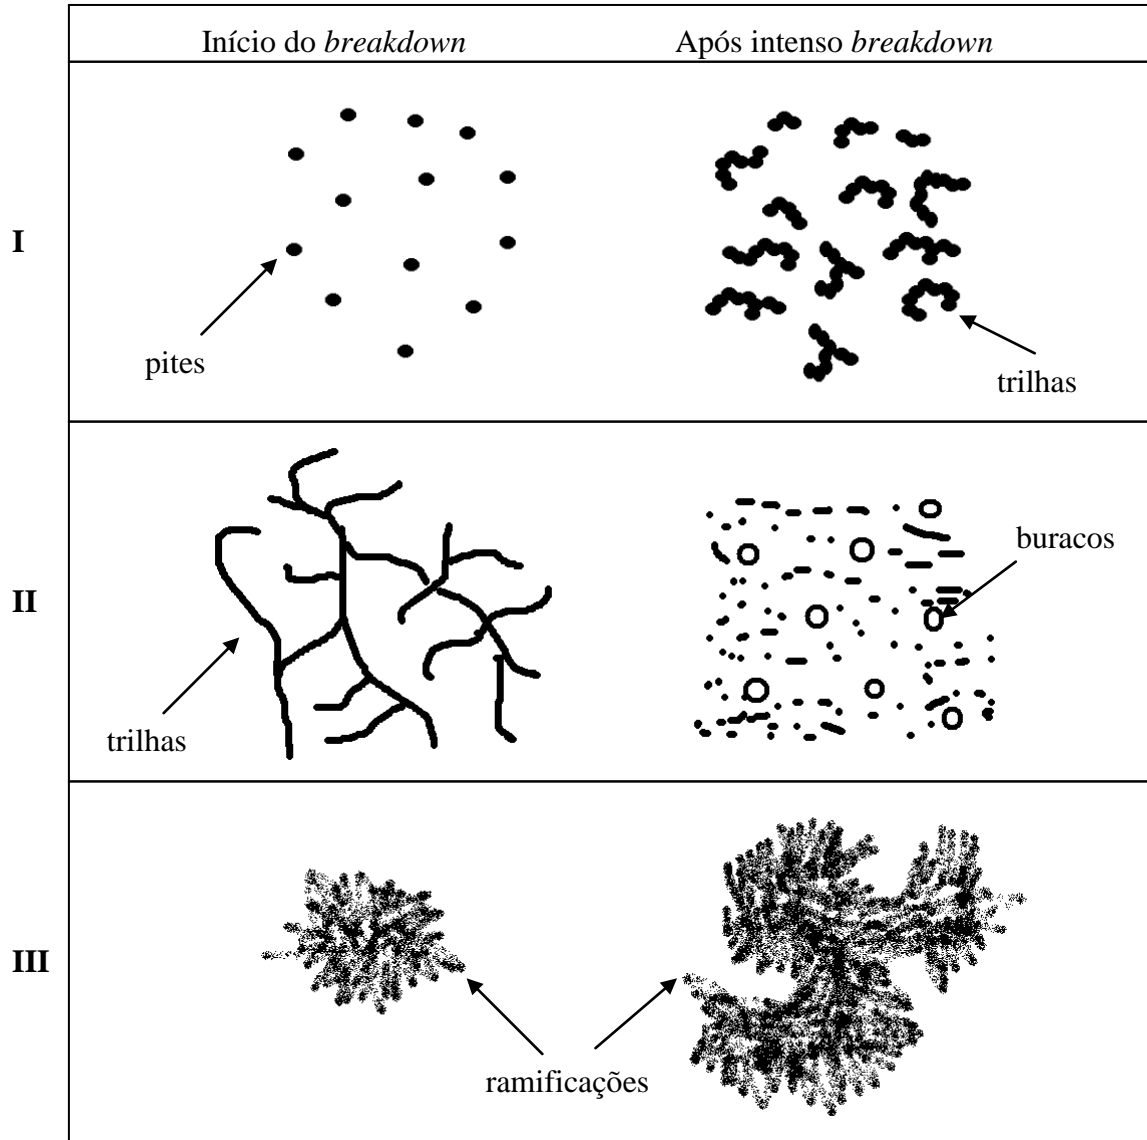 Início do breakdown
Após intenso breakdown
I
pites
trilhas
II
trilhas
buracos
III
ramificações